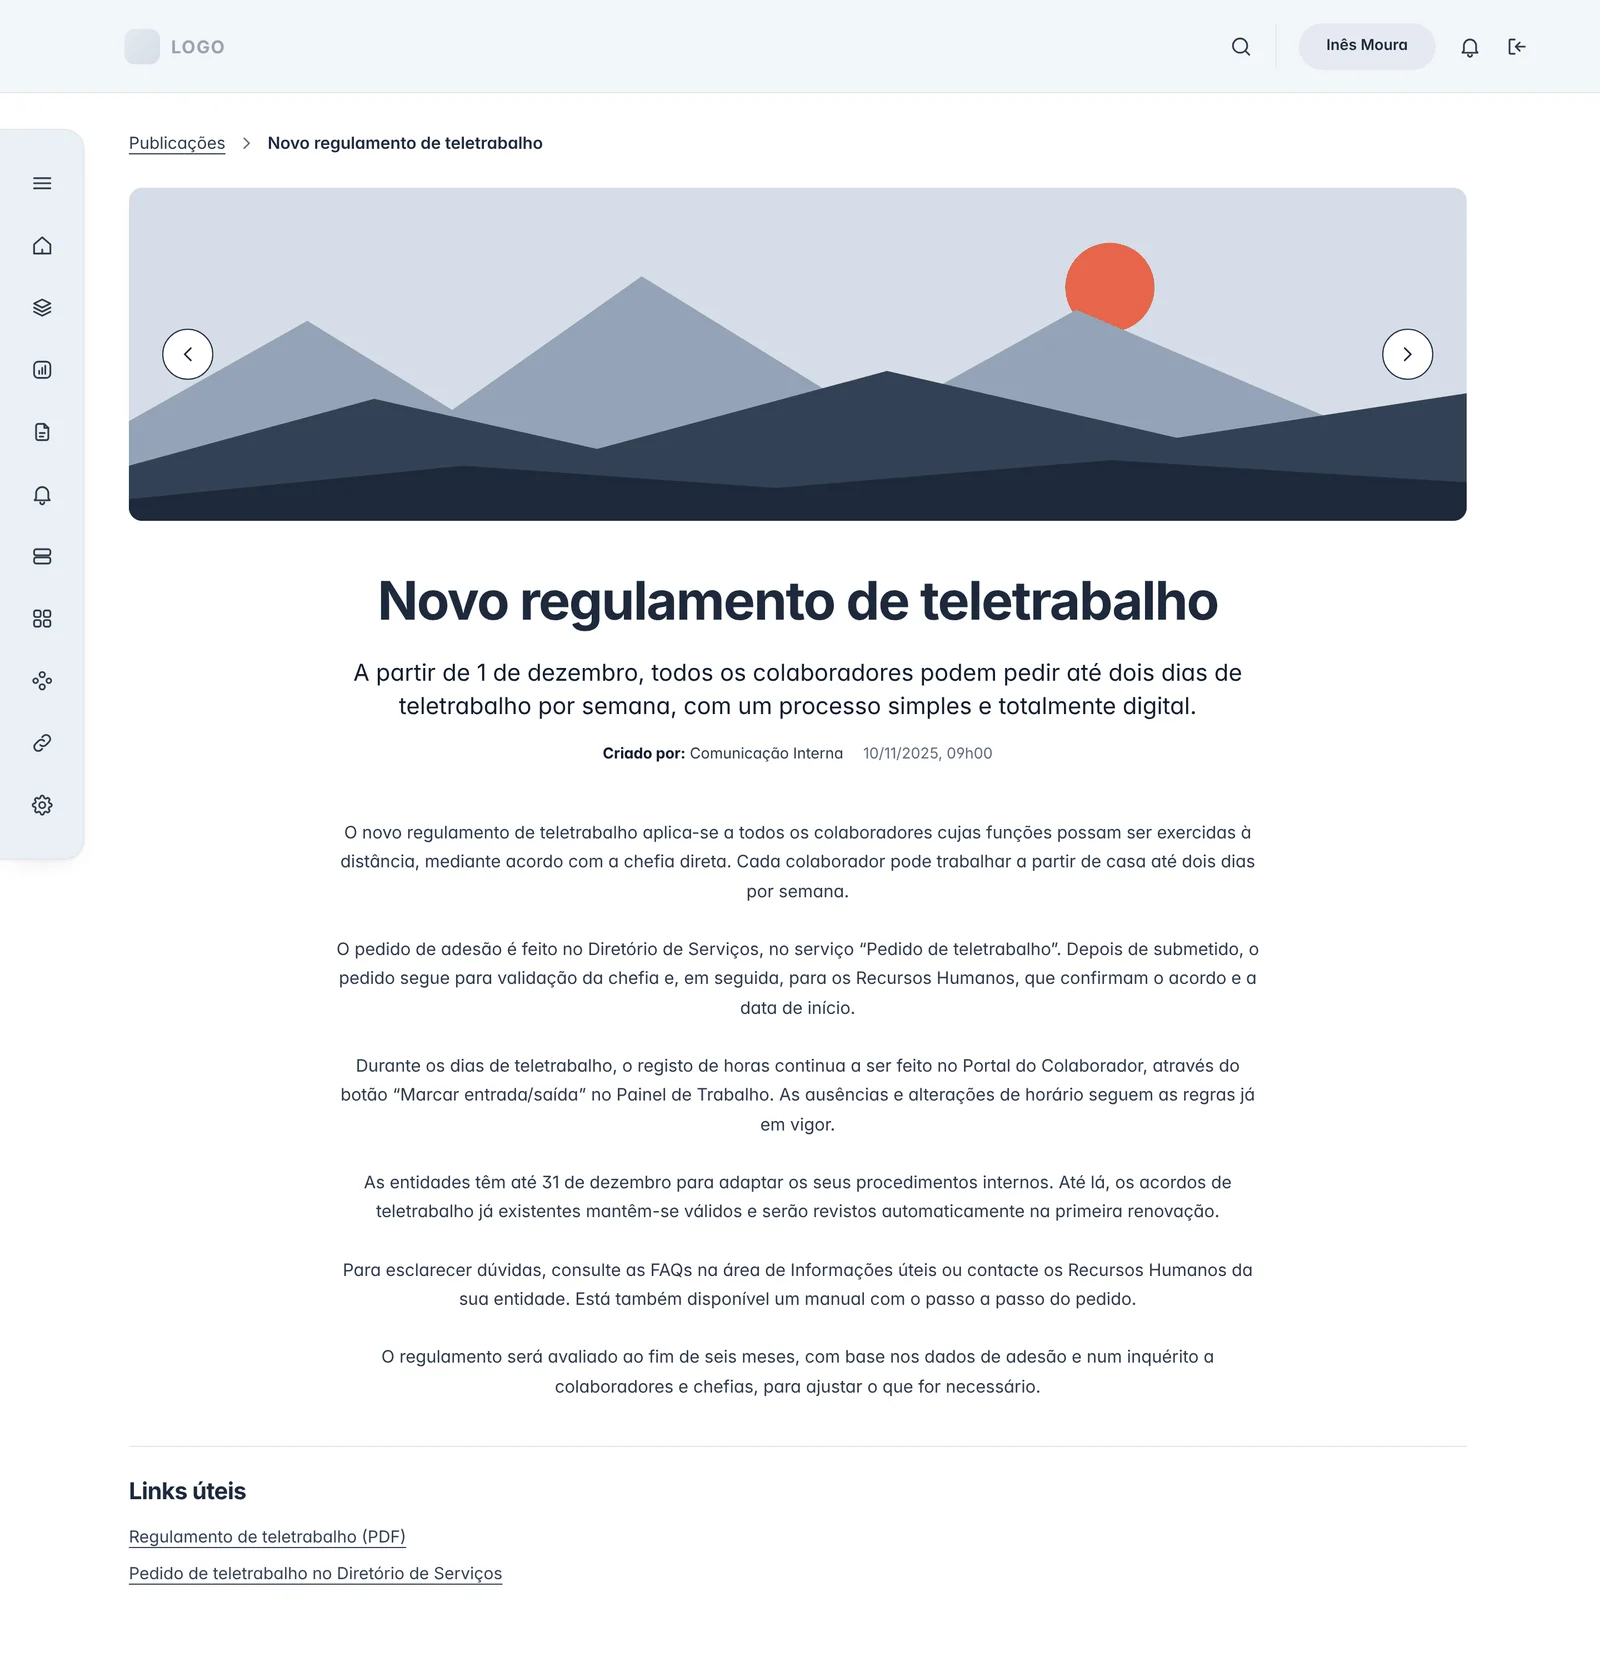 LOGO
Inês Moura
Publicações
Novo regulamento de teletrabalho
Novo regulamento de teletrabalho
A partir de 1 de dezembro, todos os colaboradores podem pedir até dois dias de
teletrabalho por semana, com um processo simples e totalmente digital.
Criado por: Comunicação Interna 10/11/2025, 09h00
O novo regulamento de teletrabalho aplica-se a todos os colaboradores cujas funções possam ser exercidas à
distância, mediante acordo com a chefia direta. Cada colaborador pode trabalhar a partir de casa até dois dias
por semana.
O pedido de adesão é feito no Diretório de Serviços, no serviço “Pedido de teletrabalho”. Depois de submetido, o
pedido segue para validação da chefia e, em seguida, para os Recursos Humanos, que confirmam o acordo e a
data de início.
Durante os dias de teletrabalho, o registo de horas continua a ser feito no Portal do Colaborador, através do
botão “Marcar entrada/saída” no Painel de Trabalho. As ausências e alterações de horário seguem as regras já
em vigor.
As entidades têm até 31 de dezembro para adaptar os seus procedimentos internos. Até lá, os acordos de
teletrabalho já existentes mantêm-se válidos e serão revistos automaticamente na primeira renovação.
Para esclarecer dúvidas, consulte as FAQs na área de Informações úteis ou contacte os Recursos Humanos da
sua entidade. Está também disponível um manual com o passo a passo do pedido.
O regulamento será avaliado ao fim de seis meses, com base nos dados de adesão e num inquérito a
colaboradores e chefias, para ajustar o que for necessário.
Links úteis
Regulamento de teletrabalho (PDF)
Pedido de teletrabalho no Diretório de Serviços